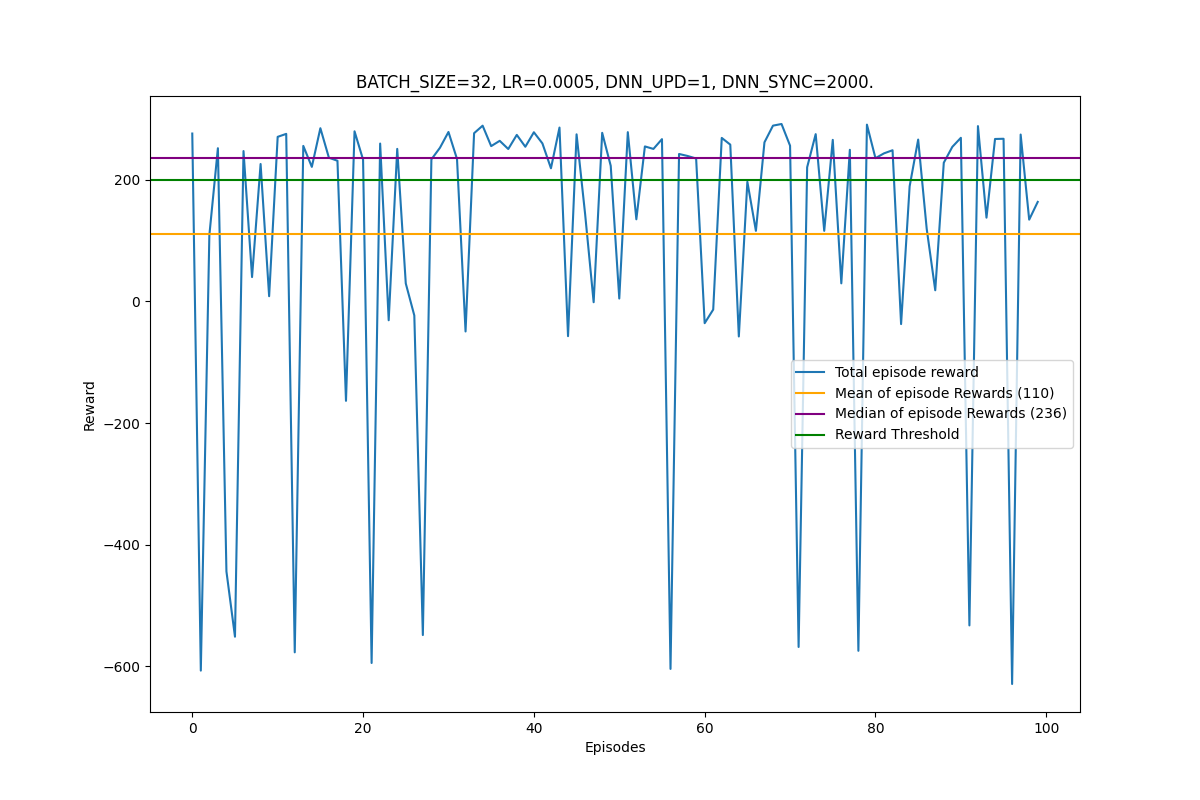 BATCH_SIZE=32, LR=0.0005, DNN_UPD=1, DNN_SYNC=2000.
200
0
−200
−400
−600
Reward
Total episode reward
Mean of episode Rewards (110)
Median of episode Rewards (236)
Reward Threshold
0 20 40 60 80 100
Episodes